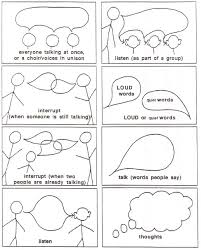 everyone talking at once,
or a choir/voices in unison
listen (as part of a group)
interrupt
(when someone is still talking)
LOUD
words
quiet words
LOUD or quiet words
interrupt (when two
people are already talking)
talk (words people say)
listen
thoughts